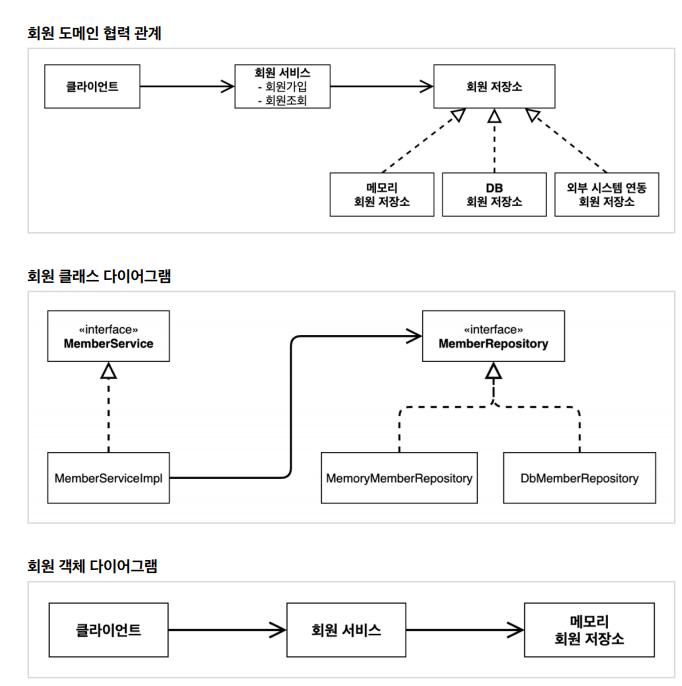 회원 도메인 협력 관계
클라이언트
회원 서비스
- 회원가입
- 회원조회
회원 저장소
메모리
회원 저장소
DB
회원 저장소
외부 시스템 연동
회원 저장소
회원 클래스 다이어그램
«interface»
MemberService
«interface»
MemberRepository
MemberServiceImpl
MemoryMemberRepository
DbMemberRepository
회원 객체 다이어그램
클라이언트
회원 서비스
메모리
회원 저장소